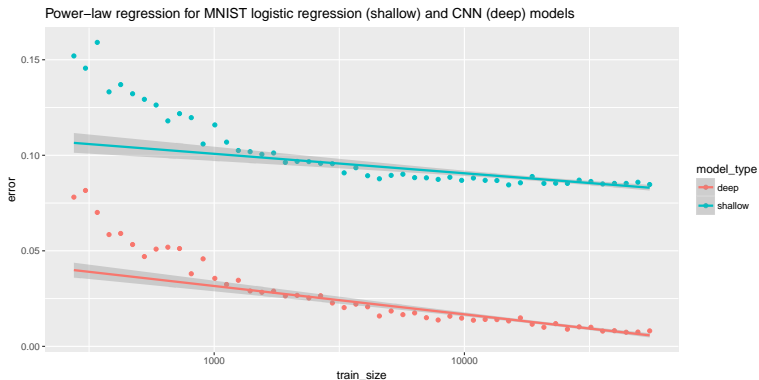 Power−law regression for MNIST logistic regression (shallow) and CNN (deep) models
0.15
0.10
0.05
0.00
error
1000
10000
train_size
model_type
deep
shallow